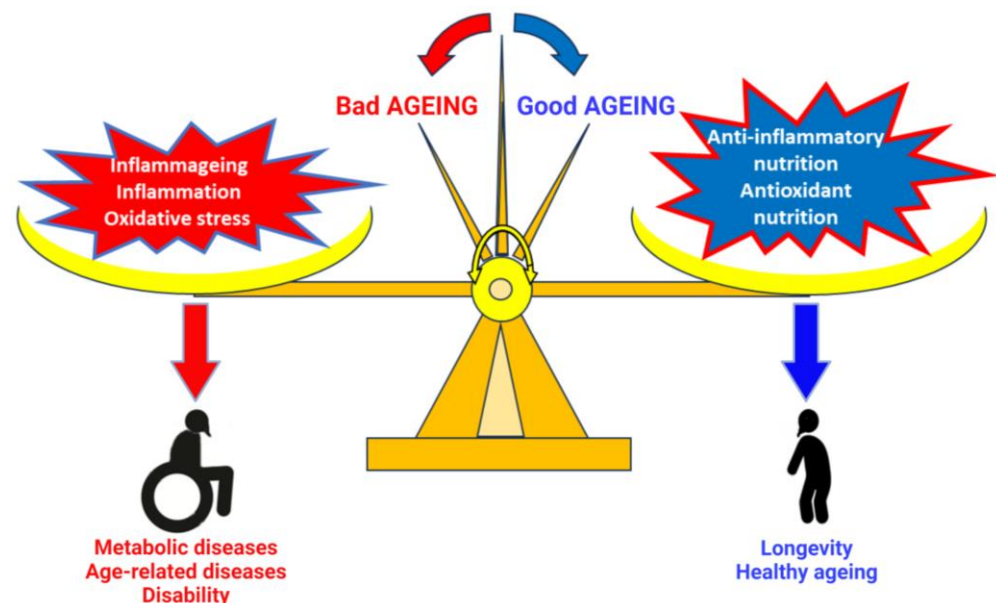 Bad AGEING
Good AGEING
Inflammageing
Inflammation
Oxidative stress
Anti-inflammatory
nutrition
Antioxidant
nutrition
Metabolic diseases
Age-related diseases
Disability
Longevity
Healthy ageing